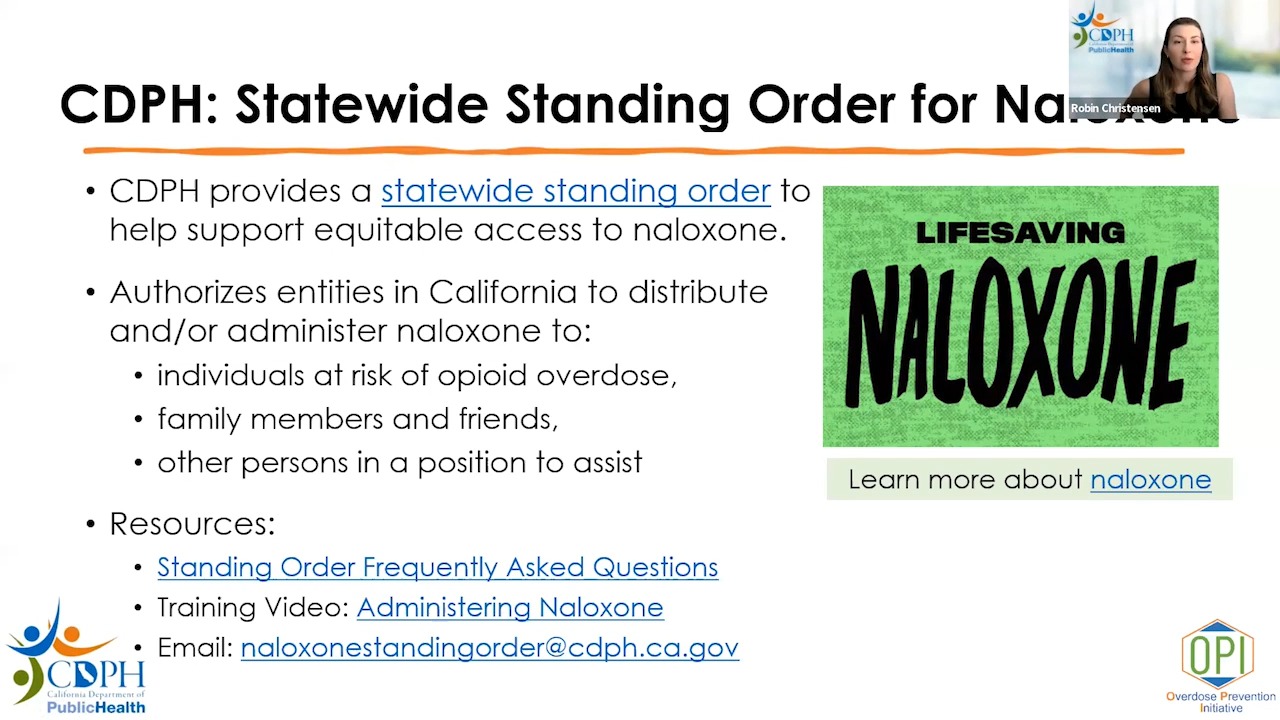 CDPH
California Department of
PublicHealth
Robin Christensen
CDPH: Statewide Standing Order for Naloxone
• CDPH provides a statewide standing order to
help support equitable access to naloxone.
• Authorizes entities in California to distribute
and/or administer naloxone to:
• individuals at risk of opioid overdose,
• family members and friends,
• other persons in a position to assist
• Resources:
• Standing Order Frequently Asked Questions
• Training Video: Administering Naloxone
• Email: naloxonestandingorder@cdph.ca.gov
LIFESAVING
NALOXONE
Learn more about naloxone
CDPH
California Department of
PublicHealth
OPI
Overdose Prevention
Initiative